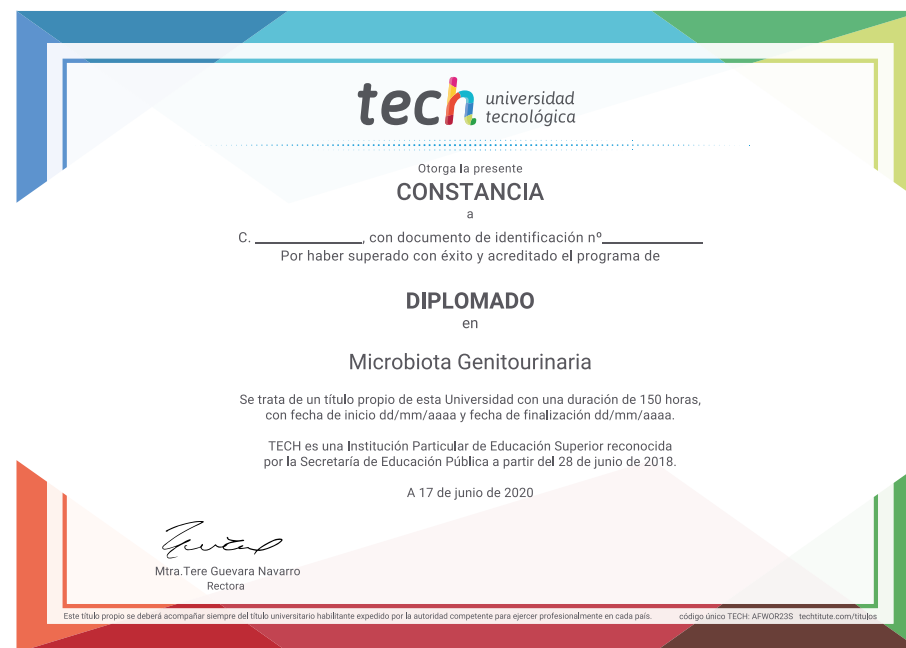 tech universidad
tecnológica
Otorga la presente
CONSTANCIA
a
C. ____________, con documento de identificación nº____________
Por haber superado con éxito y acreditado el programa de
DIPLOMADO
en
Microbiota Genitourinaria
Se trata de un título propio de esta Universidad con una duración de 150 horas,
con fecha de inicio dd/mm/aaaa y fecha de finalización dd/mm/aaaa.
TECH es una Institución Particular de Educación Superior reconocida
por la Secretaría de Educación Pública a partir del 28 de junio de 2018.
A 17 de junio de 2020
Mtra.Tere Guevara Navarro
Rectora
Este título propio se deberá acompañar siempre del título universitario habilitante expedido por la autoridad competente para ejercer profesionalmente en cada país. código único TECH: AFWOR23S techtitute.com/titulos